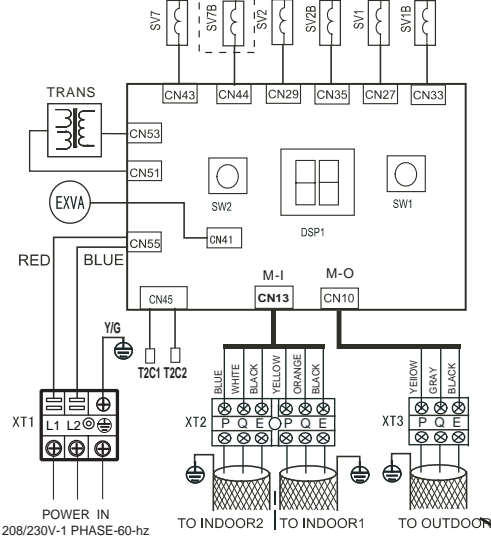 SV7 SV7B SV2 SV2B SV1 SV1B
CN43 CN44 CN29 CN35 CN27 CN33
TRANS
CN53
CN51
EXVA
SW2
DSP1
SW1
CN41
CN55
RED BLUE
M-I M-O
CN45 CN13 CN10
Y/G
T2C1 T2C2
BLUE WHITE BLACK YELLOW ORANGE BLACK
YEllOW GRAY BLACK
XT1
L1 L2
XT2
P Q E P Q E
XT3
P Q E
POWER IN
208/230V-1 PHASE-60-hz
TO INDOOR2 TO INDOOR1 TO OUTDOOR